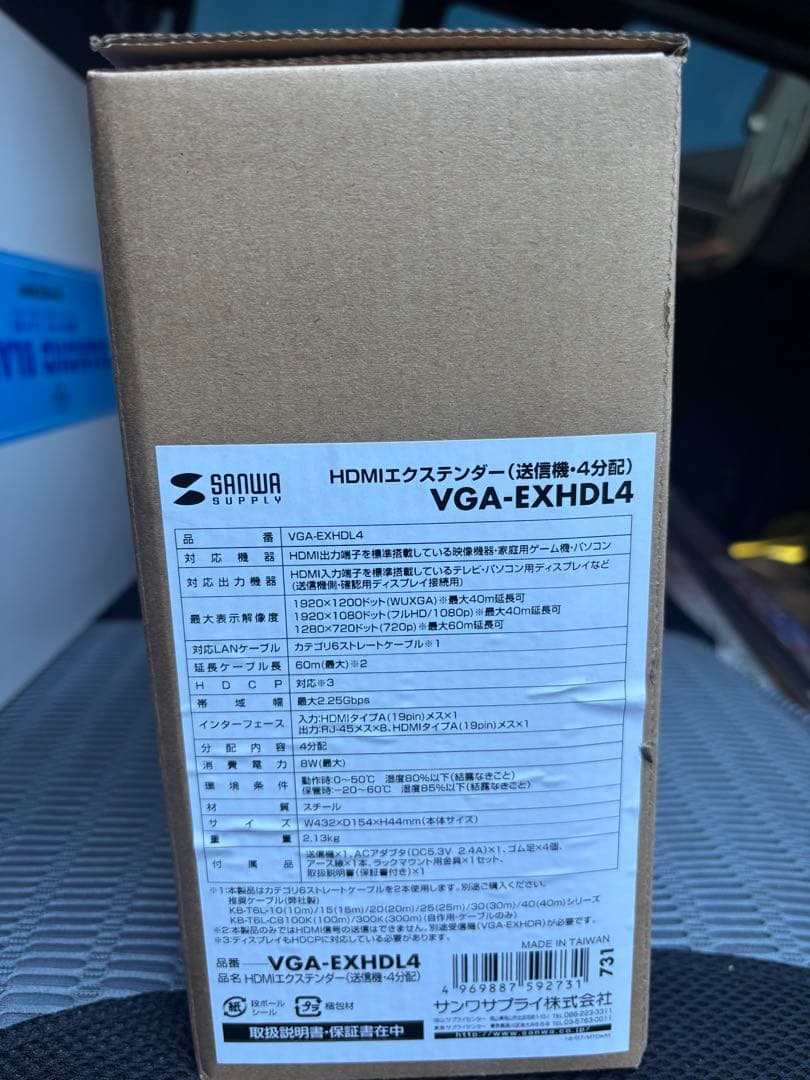 HDMIエクステンダー(送信機・4分配)
SANWA SUPPLY
VGA-EXHDL4
品番 VGA-EXHDL4
対応機器 HDMI出力端子を標準搭載している映像機器・家庭用ゲーム機・パソコン
対応出力機器 HDMI入力端子を標準搭載しているテレビ・パソコン用ディスプレイなど
(送信機側・確認用ディスプレイ接続用)
最大表示解像度 1920×1200ドット(WUXGA)※最大40m延長可
1920×1080ドット(フルHD/1080p)※最大40m延長可
1280×720ドット(720p)※最大60m延長可
対応LANケーブル カテゴリ6ストレートケーブル※1
延長ケーブル長 60m(最大)※2
HDCP 対応※3
帯域幅 最大2.25Gbps
インターフェース 入力:HDMIタイプA(19pin)メス×1
出力:RJ-45メス×8、HDMIタイプA(19pin)メス×1
分配内容 4分配
消費電力 8W(最大)
環境条件 動作時:0~50℃ 湿度80%以下(結露なきこと)
保管時:-20~60℃ 湿度85%以下(結露なきこと)
材質 スチール
サイズ W432×D154×H44mm(本体サイズ)
重量 2.13kg
付属品 送信機×1、ACアダプタ(DC5.3V 2.4A)×1、ゴム足×4個、
アース線×1本、ラックマウント用金具×1セット、
取扱説明書(保証書付き)×1
※1:本製品はカテゴリ6ストレートケーブルを2本使用します。別途ご購入ください。
推奨ケーブル(弊社製)
KB-T6L-10(10m)/15(15m)/20(20m)/25(25m)/30(30m)/40(40m)シリーズ
KB-T6L-CB100K(100m)/300K(300m)(自作用・ケーブルのみ)
※2:本製品のみではHDMI信号の送信はできません。別途受信機(VGA-EXHDR)が必要です。
※3:ディスプレイもHDCPに対応している必要があります。
MADE IN TAIWAN
品番 VGA-EXHDL4
品名 HDMIエクステンダー(送信機・4分配)
4 969887 592731
731
紙 段ボール シール
プラ 梱包材
サンワサプライ株式会社
取扱説明書・保証書在中
TEL.086-223-3311
TEL.03-5763-0011
http://www.sanwa.co.jp/